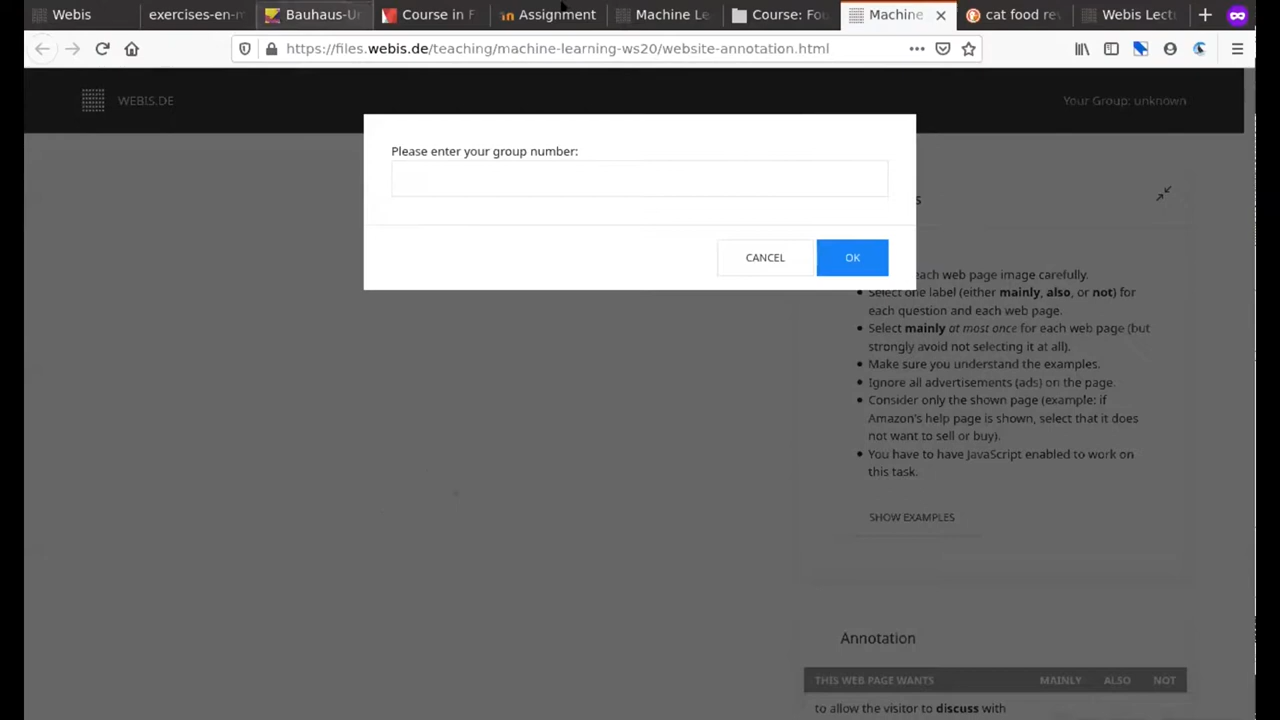 Webis
exercises-en-m
Bauhaus-Un
Course in F
Assignment
Machine Le
Course: Fou
Machine
cat food rev
Webis Lectu
https://files.webis.de/teaching/machine-learning-ws20/website-annotation.html
WEBIS.DE
Your Group: unknown
Please enter your group number:
CANCEL
OK
each web page image carefully.
Select one label (either mainly, also, or not) for
each question and each web page.
Select mainly at most once for each web page (but
strongly avoid not selecting it at all).
Make sure you understand the examples.
Ignore all advertisements (ads) on the page.
Consider only the shown page (example: if
Amazon's help page is shown, select that it does
not want to sell or buy).
You have to have JavaScript enabled to work on
this task.
SHOW EXAMPLES
Annotation
THIS WEB PAGE WANTS MAINLY ALSO NOT
to allow the visitor to discuss with